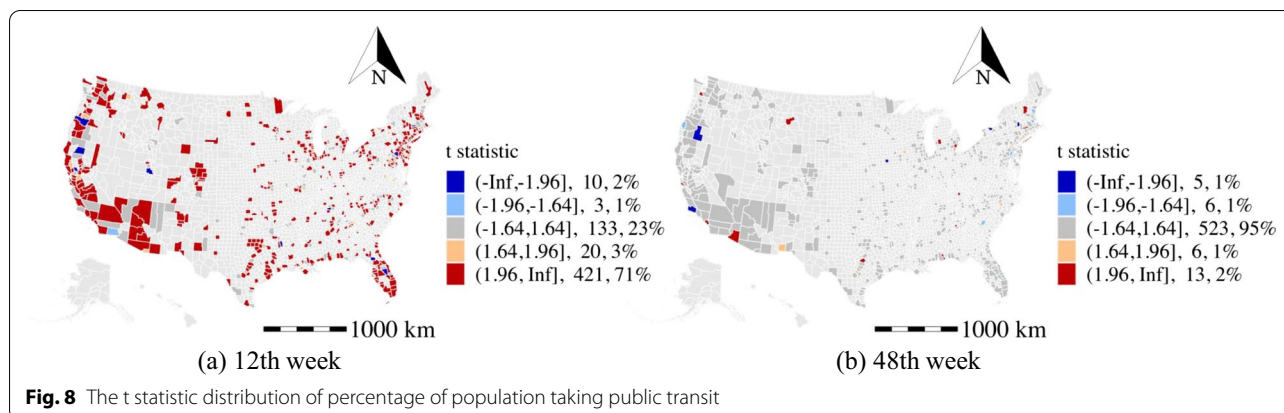 N
t statistic
(-Inf,-1.96], 10, 2%
(-1.96,-1.64], 3, 1%
(-1.64,1.64], 133, 23%
(1.64,1.96], 20, 3%
(1.96, Inf], 421, 71%
1000 km
(a) 12th week
N
t statistic
(-Inf,-1.96], 5, 1%
(-1.96,-1.64], 6, 1%
(-1.64,1.64], 523, 95%
(1.64,1.96], 6, 1%
(1.96, Inf], 13, 2%
1000 km
(b) 48th week
Fig. 8 The t statistic distribution of percentage of population taking public transit